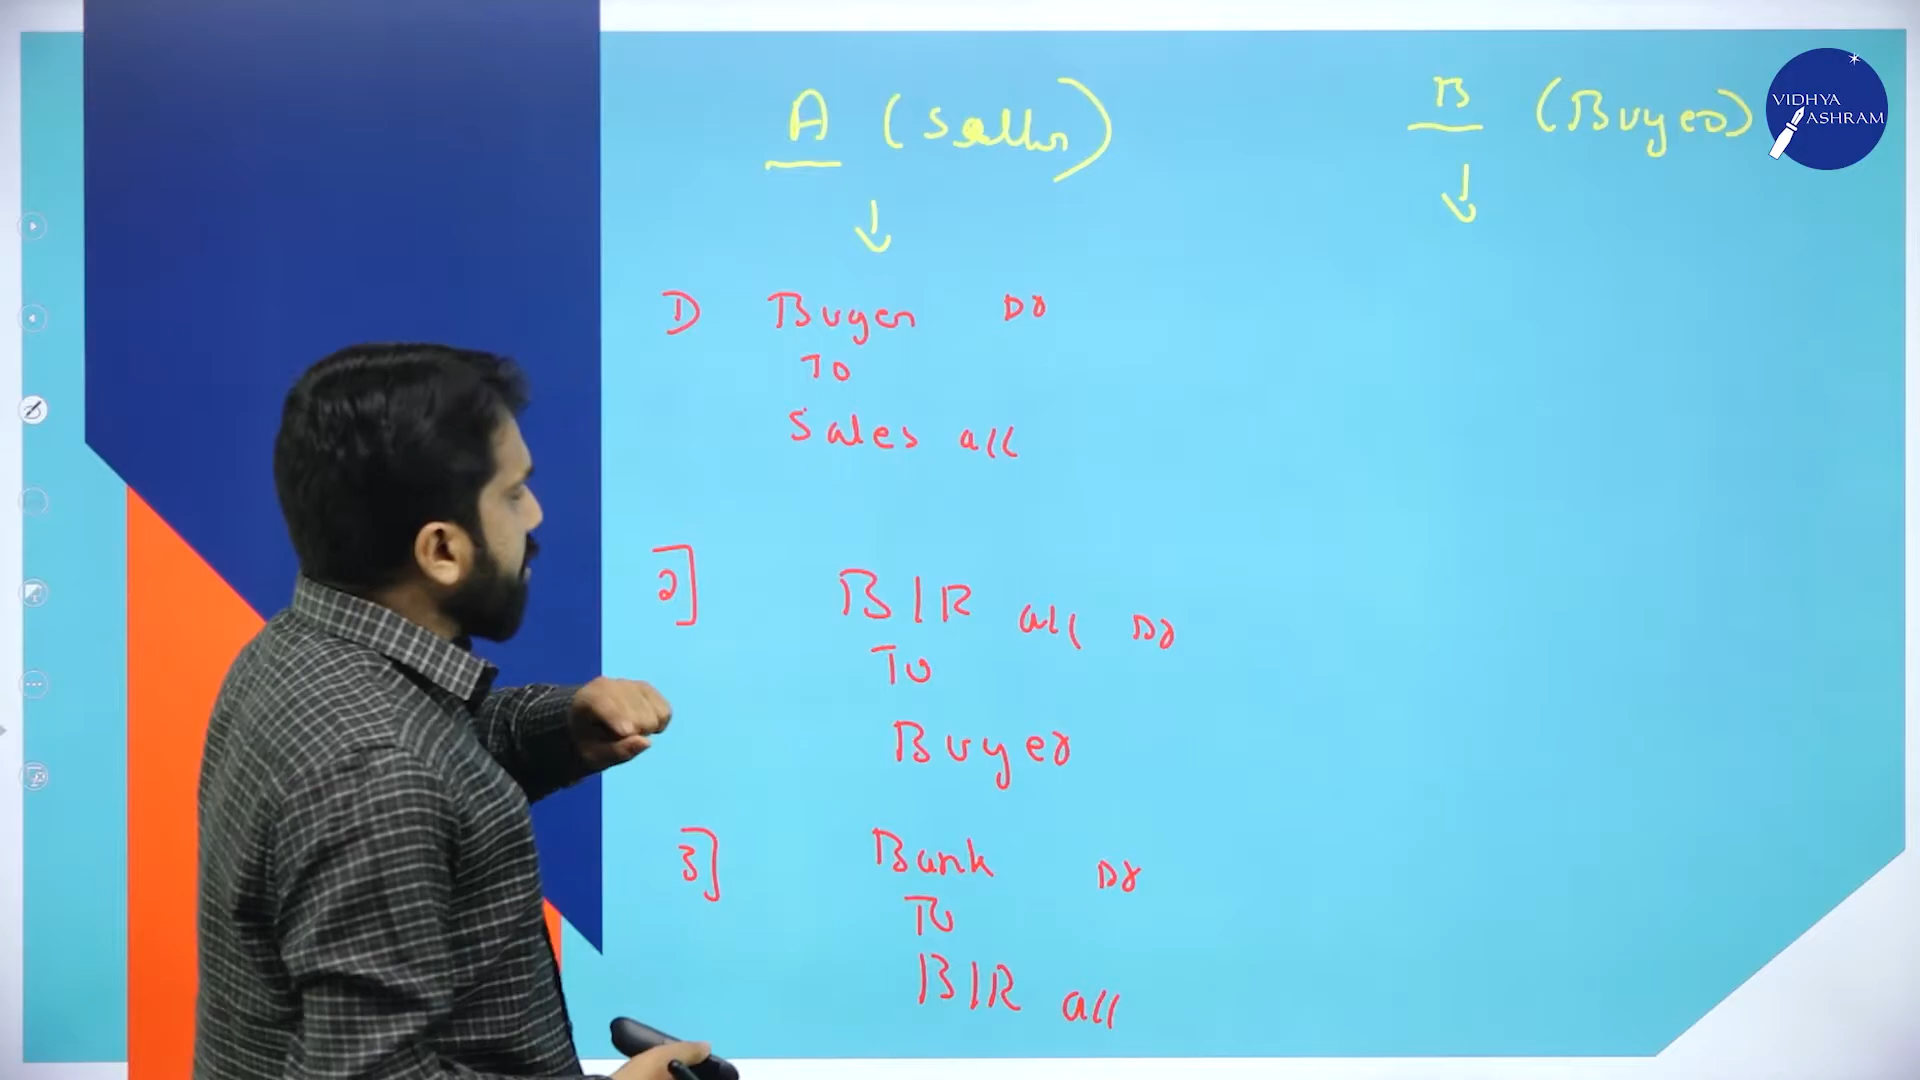 A (Seller)
B (Buyer)
VIDHYA
ASHRAM
1) Buyer Dr
To
Sales a/c
2] B/R a/c Dr
To
Buyer
3] Bank Dr
To
B/R a/c